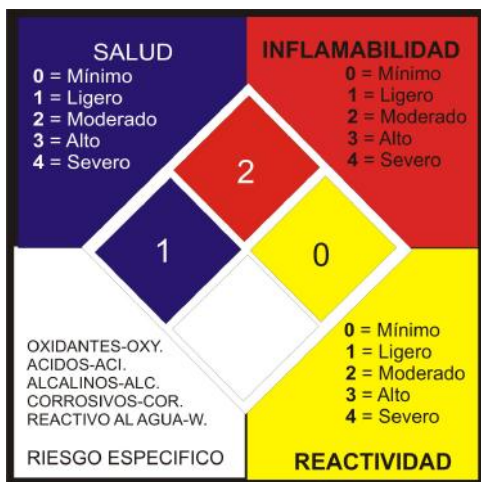 SALUD
0 = Mínimo
1 = Ligero
2 = Moderado
3 = Alto
4 = Severo
INFLAMABILIDAD
0 = Mínimo
1 = Ligero
2 = Moderado
3 = Alto
4 = Severo
2
1
0
OXIDANTES-OXY.
ACIDOS-ACI.
ALCALINOS-ALC.
CORROSIVOS-COR.
REACTIVO AL AGUA-W.
RIESGO ESPECIFICO
0 = Mínimo
1 = Ligero
2 = Moderado
3 = Alto
4 = Severo
REACTIVIDAD